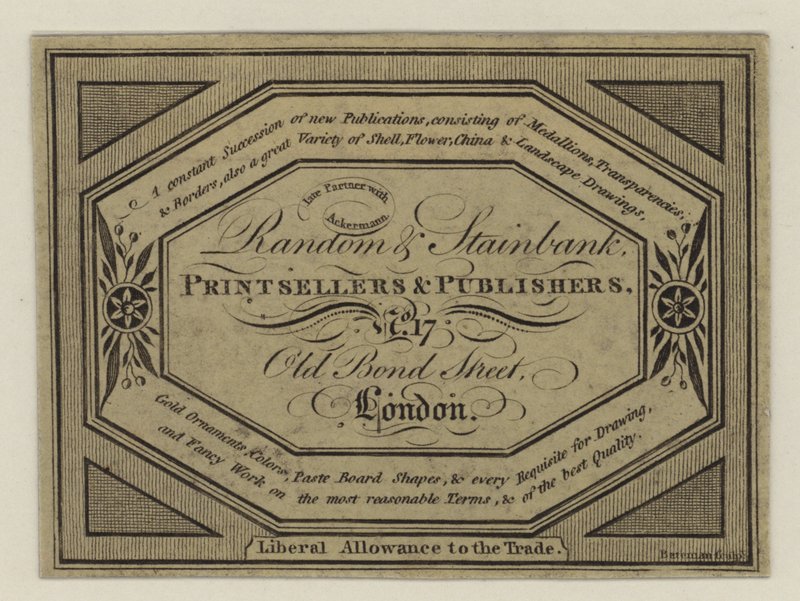 A constant Succession of new Publications, consisting of Medallions, Transparencies,
& Borders, also a great Variety of Shell, Flower, China & Landscape Drawings,
Late Partner with
Ackermann.
Random & Stainbank,
PRINTSELLERS & PUBLISHERS,
No. 17
Old Bond Street,
London.
Gold Ornaments, Colors, Paste Board Shapes, & every Requisite for Drawing,
and Fancy Work on the most reasonable Terms, & of the best Quality.
Liberal Allowance to the Trade.
Bateman sculp.